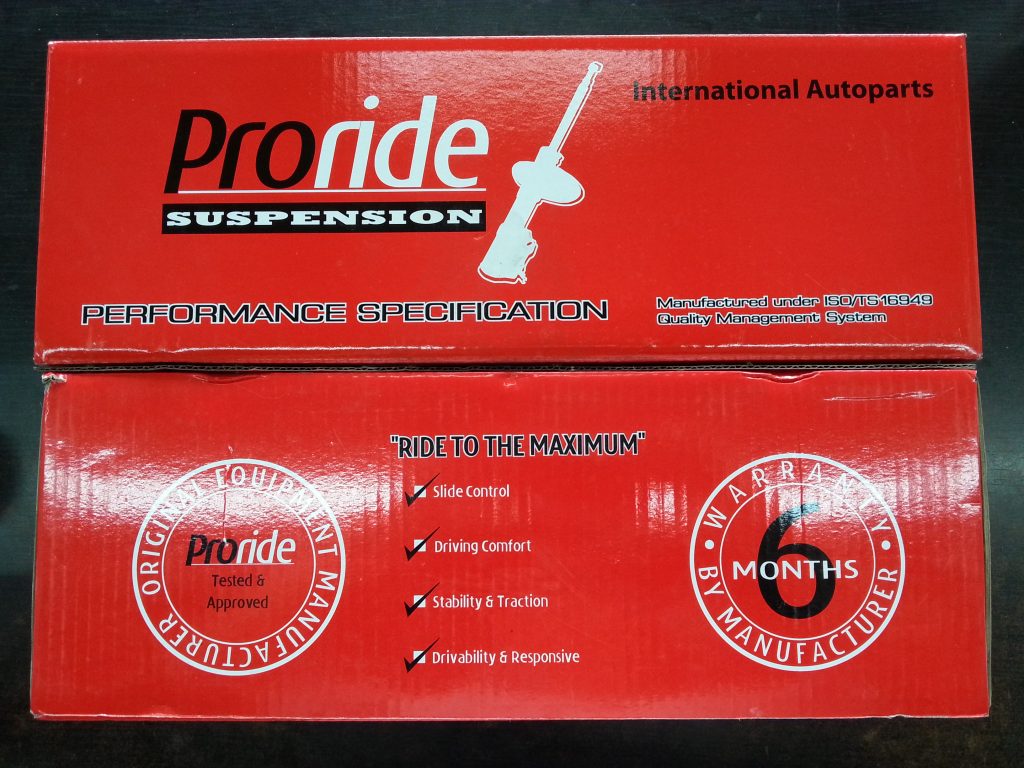 International Autoparts
Proride
SUSPENSION
PERFORMANCE SPECIFICATION
Manufactured under ISO/TS16949
Quality Management System
"RIDE TO THE MAXIMUM"
Slide Control
Driving Comfort
Stability & Traction
Drivability & Responsive
ORIGINAL EQUIPMENT MANUFACTURER
Proride
Tested &
Approved
WARRANTY
6
MONTHS
BY MANUFACTURER